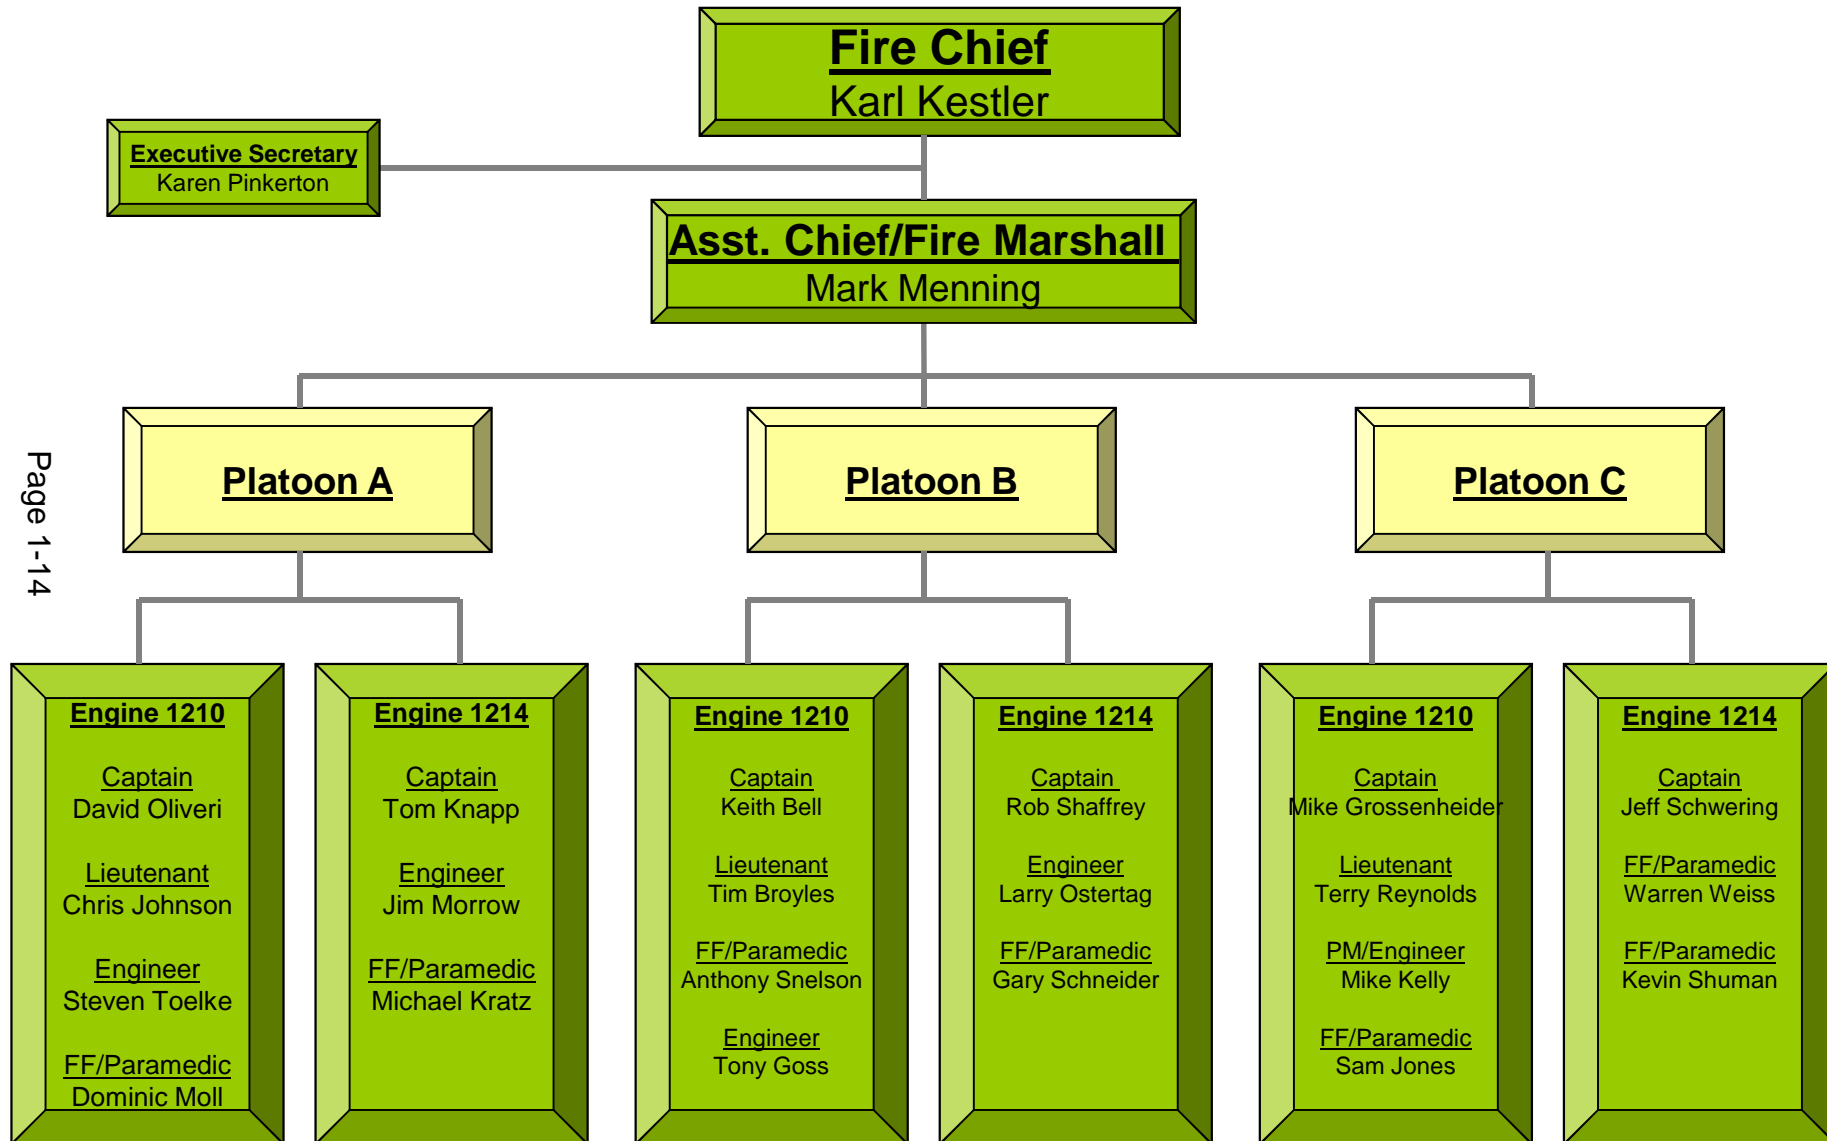 Fire Chief
Karl Kestler
Executive Secretary
Karen Pinkerton
Asst. Chief/Fire Marshall
Mark Menning
Page 1-14
Platoon A
Platoon B
Platoon C
Engine 1210
Captain
David Oliveri
Lieutenant
Chris Johnson
Engineer
Steven Toelke
FF/Paramedic
Dominic Moll
Engine 1214
Captain
Tom Knapp
Engineer
Jim Morrow
FF/Paramedic
Michael Kratz
Engine 1210
Captain
Keith Bell
Lieutenant
Tim Broyles
FF/Paramedic
Anthony Snelson
Engineer
Tony Goss
Engine 1214
Captain
Rob Shaffrey
Engineer
Larry Ostertag
FF/Paramedic
Gary Schneider
Engine 1210
Captain
Mike Grossenheider
Lieutenant
Terry Reynolds
PM/Engineer
Mike Kelly
FF/Paramedic
Sam Jones
Engine 1214
Captain
Jeff Schwering
FF/Paramedic
Warren Weiss
FF/Paramedic
Kevin Shuman